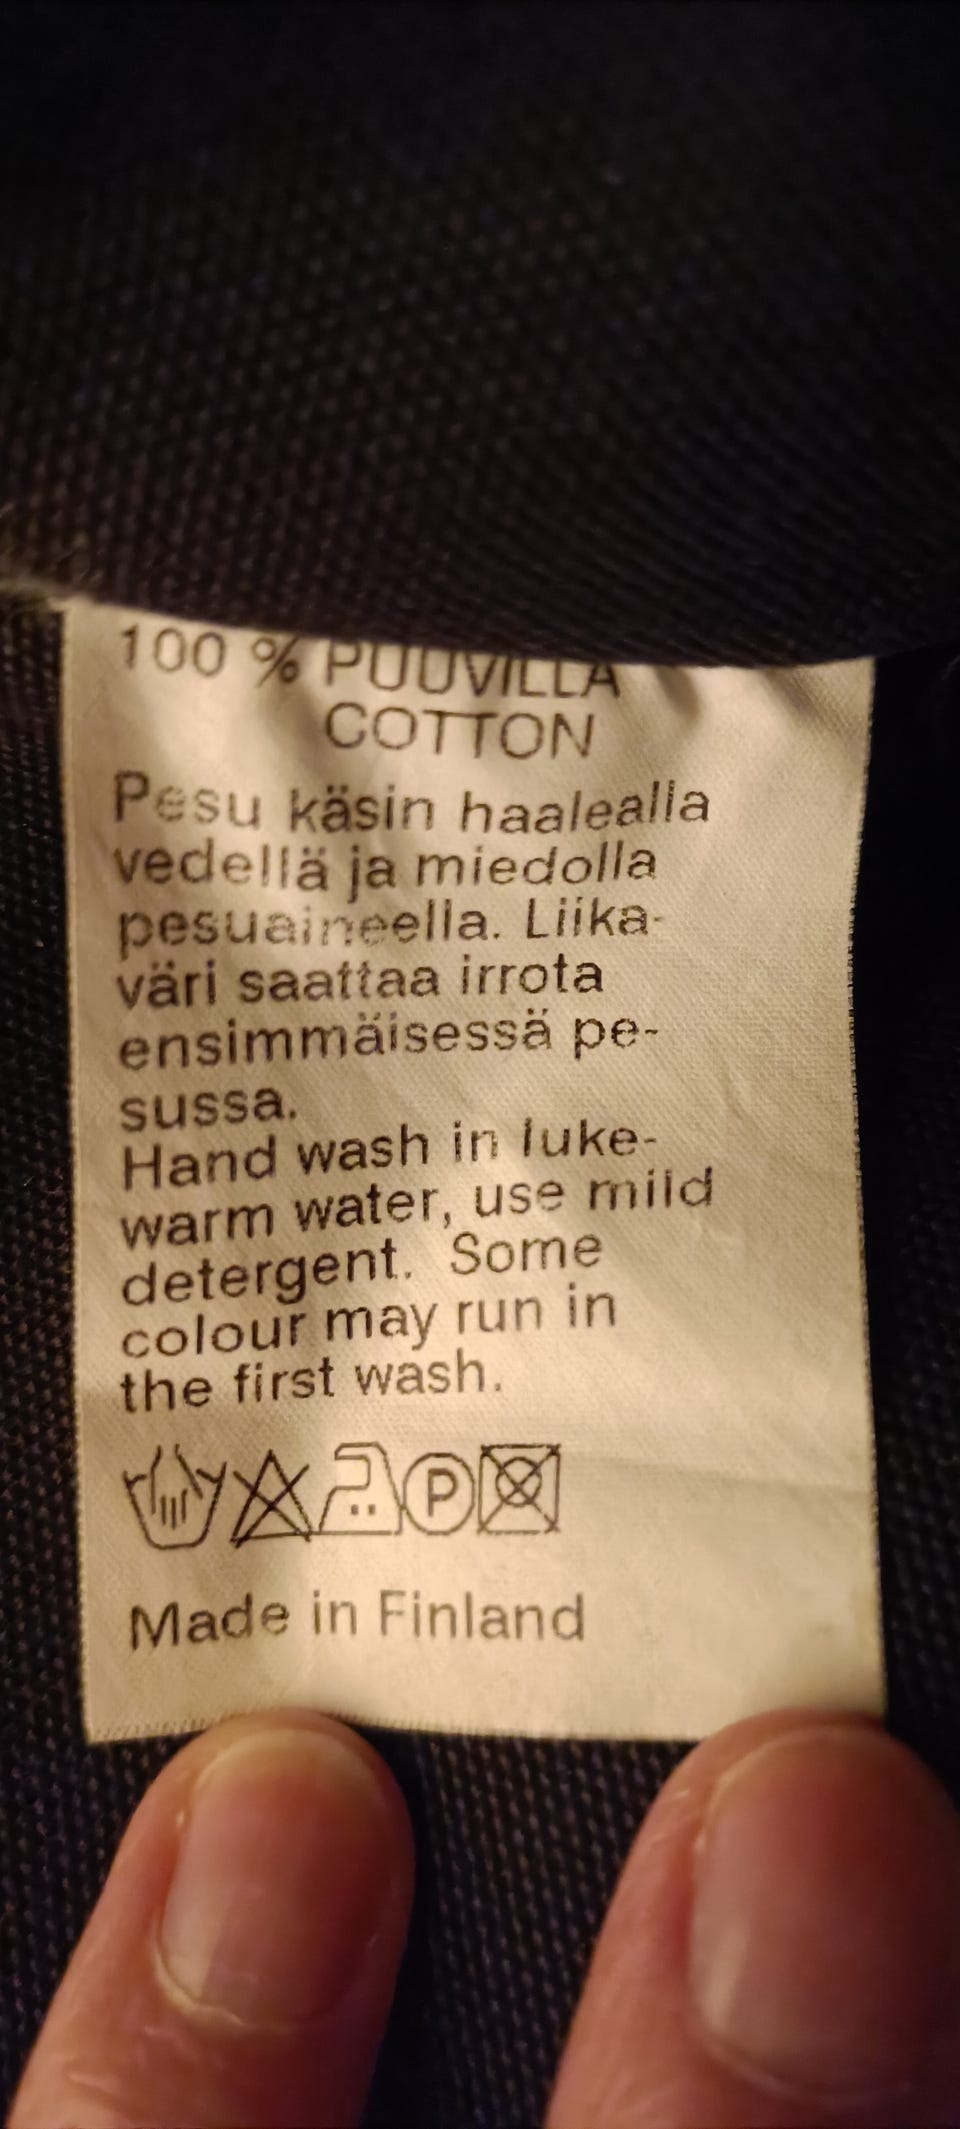 100 % PUUVILLA
COTTON
Pesu käsin haalealla
vedellä ja miedolla
pesuaineella. Liika-
väri saattaa irrota
ensimmäisessä pe-
sussa.
Hand wash in luke-
warm water, use mild
detergent. Some
colour may run in
the first wash.
P
Made in Finland